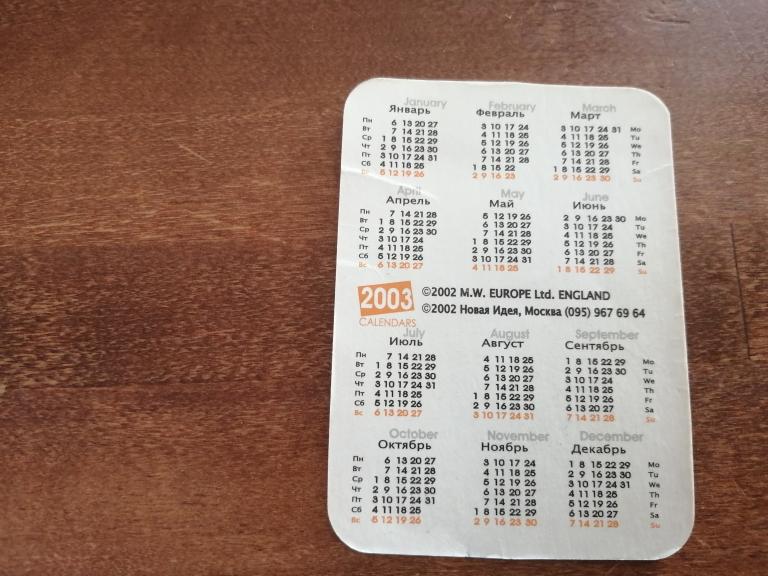 January February March
Январь Февраль Март
Пн 6 13 20 27 3 10 17 24 3 10 17 24 31 Mo
Вт 7 14 21 28 4 11 18 25 4 11 18 25 Tu
Ср 1 8 15 22 29 5 12 19 26 5 12 19 26 We
Чт 2 9 16 23 30 6 13 20 27 6 13 20 27 Th
Пт 3 10 17 24 31 7 14 21 28 7 14 21 28 Fr
Сб 4 11 18 25 1 8 15 22 1 8 15 22 29 Sa
Вс 5 12 19 26 2 9 16 23 2 9 16 23 30 Su
April May June
Апрель Май Июнь
Пн 7 14 21 28 5 12 19 26 2 9 16 23 30 Mo
Вт 1 8 15 22 29 6 13 20 27 3 10 17 24 Tu
Ср 2 9 16 23 30 7 14 21 28 4 11 18 25 We
Чт 3 10 17 24 1 8 15 22 29 5 12 19 26 Th
Пт 4 11 18 25 2 9 16 23 30 6 13 20 27 Fr
Сб 5 12 19 26 3 10 17 24 31 7 14 21 28 Sa
Вс 6 13 20 27 4 11 18 25 1 8 15 22 29 Su
2003 ©2002 M.W. EUROPE Ltd. ENGLAND
CALENDARS ©2002 Новая Идея, Москва (095) 967 69 64
July August September
Июль Август Сентябрь
Пн 7 14 21 28 4 11 18 25 1 8 15 22 29 Mo
Вт 1 8 15 22 29 5 12 19 26 2 9 16 23 30 Tu
Ср 2 9 16 23 30 6 13 20 27 3 10 17 24 We
Чт 3 10 17 24 31 7 14 21 28 4 11 18 25 Th
Пт 4 11 18 25 1 8 15 22 29 5 12 19 26 Fr
Сб 5 12 19 26 2 9 16 23 30 6 13 20 27 Sa
Вс 6 13 20 27 3 10 17 24 31 7 14 21 28 Su
October November December
Октябрь Ноябрь Декабрь
Пн 6 13 20 27 3 10 17 24 1 8 15 22 29 Mo
Вт 7 14 21 28 4 11 18 25 2 9 16 23 30 Tu
Ср 1 8 15 22 29 5 12 19 26 3 10 17 24 31 We
Чт 2 9 16 23 30 6 13 20 27 4 11 18 25 Th
Пт 3 10 17 24 31 7 14 21 28 5 12 19 26 Fr
Сб 4 11 18 25 1 8 15 22 29 6 13 20 27 Sa
Вс 5 12 19 26 2 9 16 23 30 7 14 21 28 Su